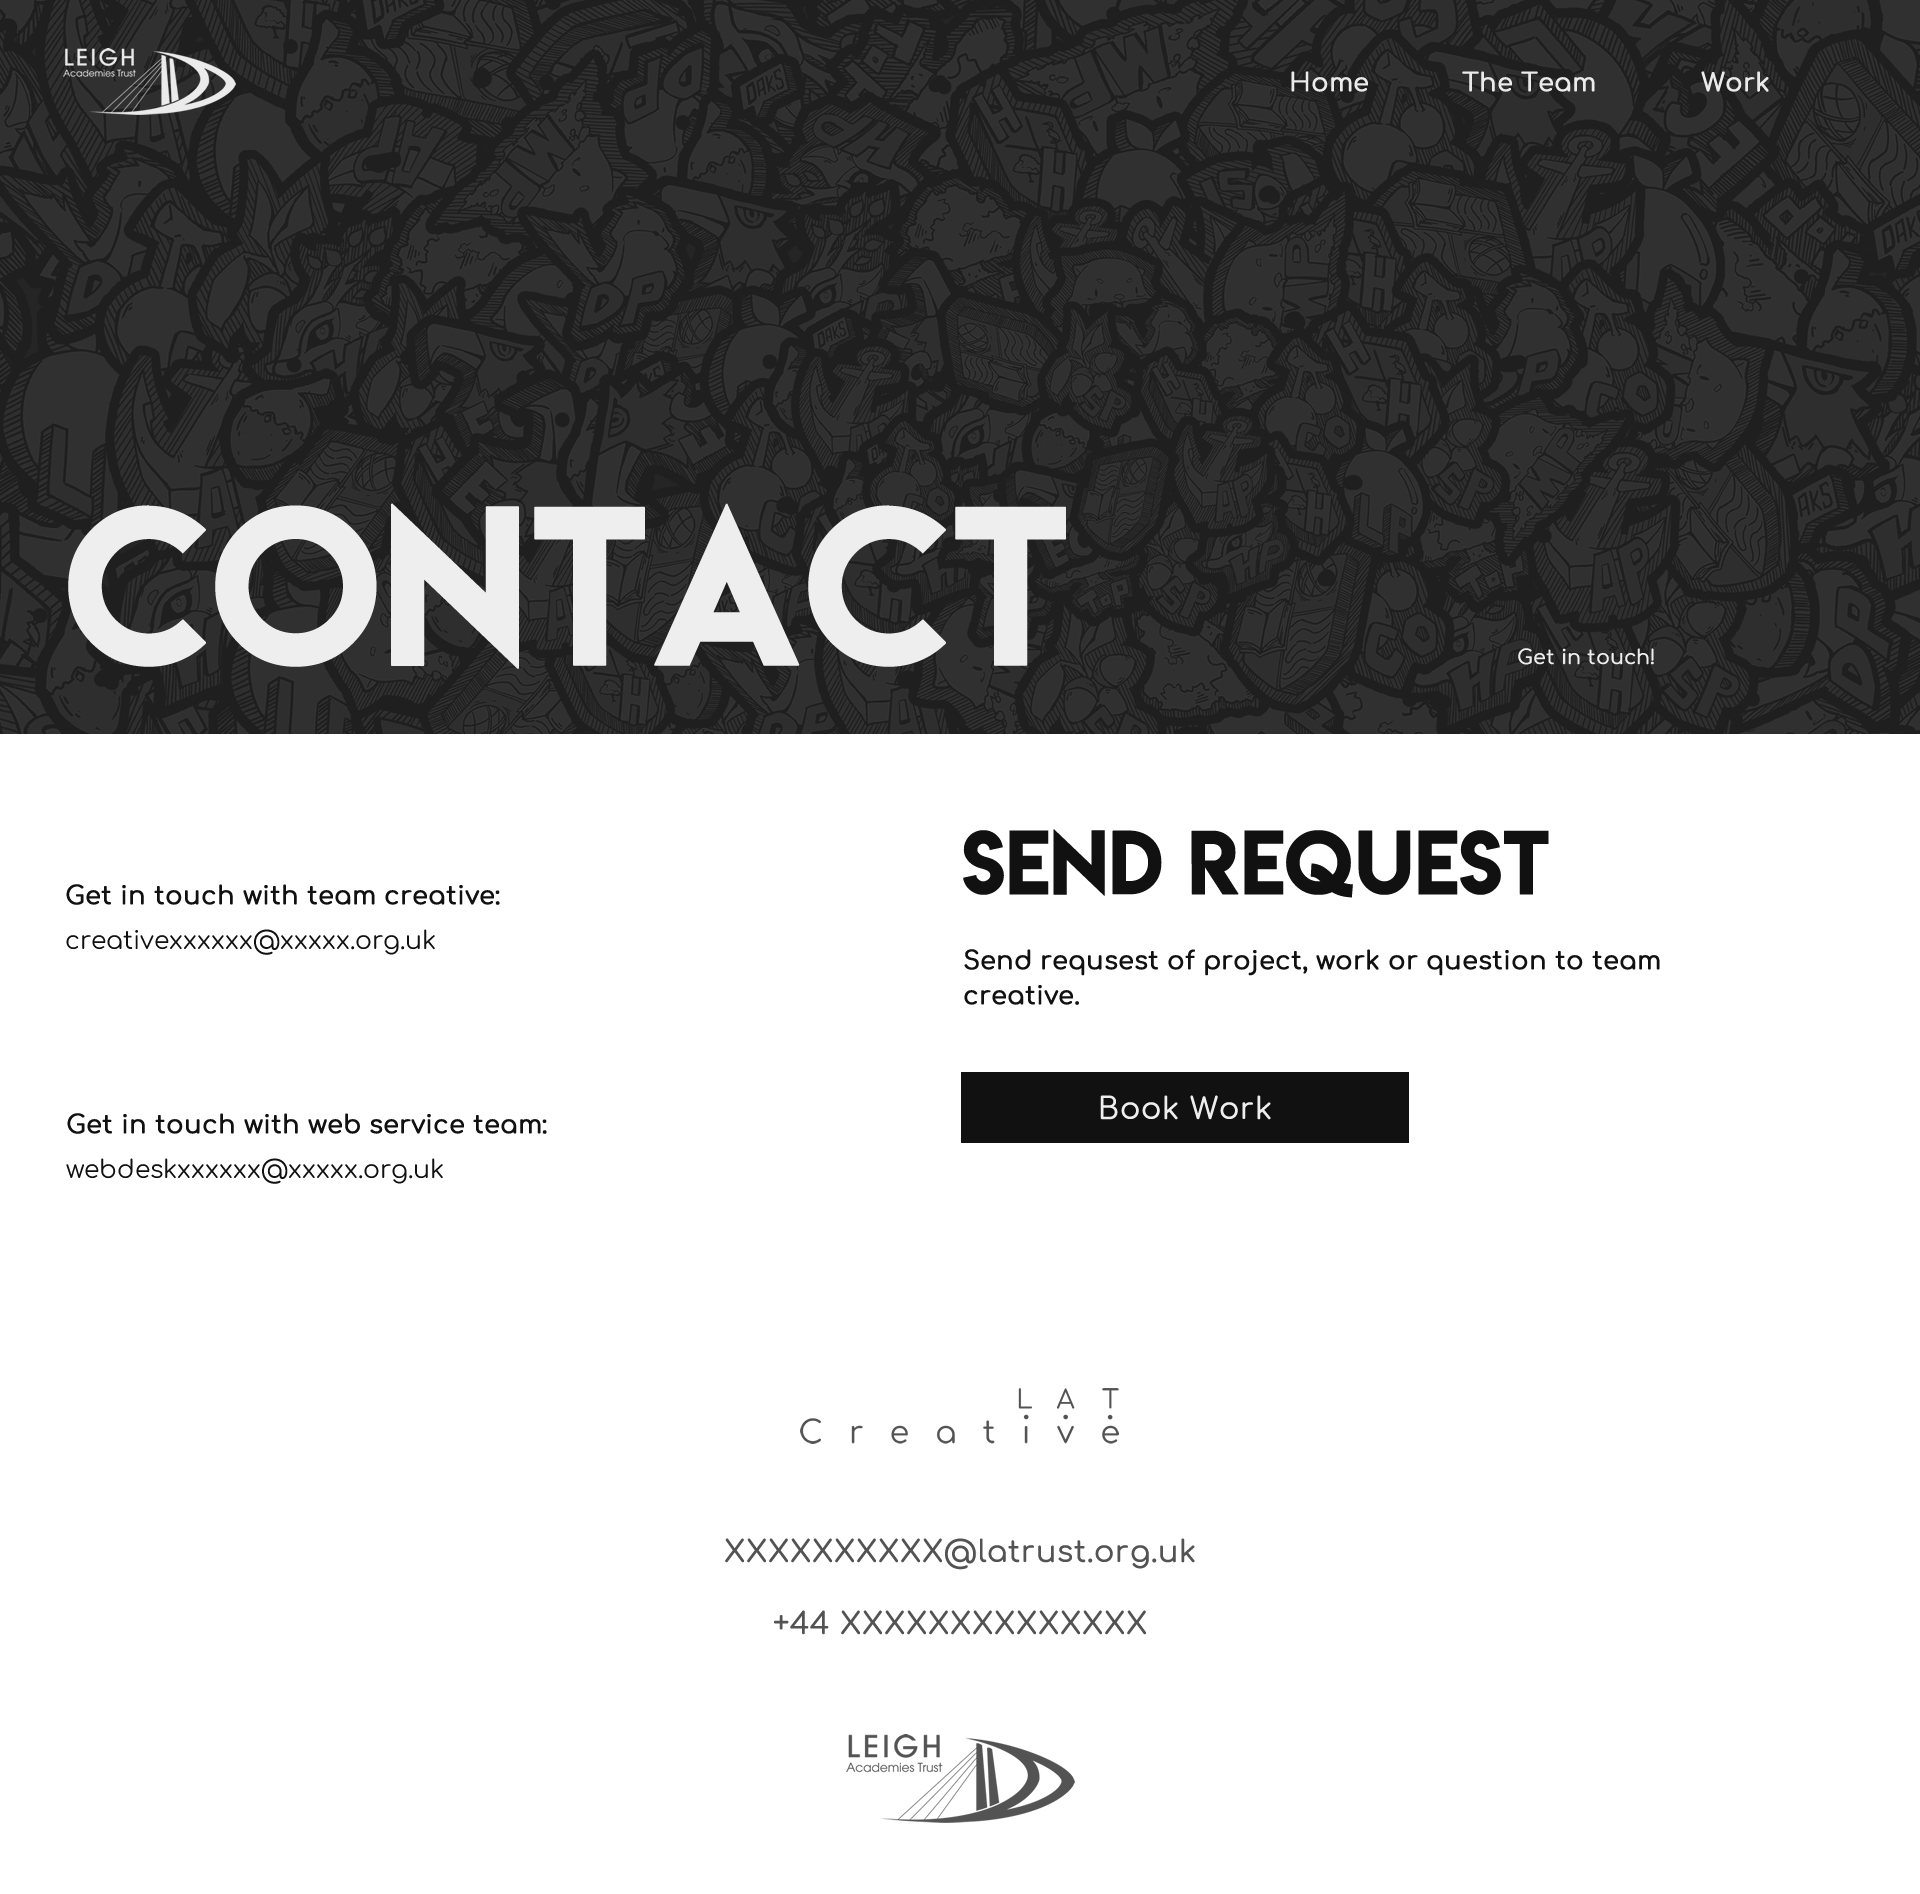 LEIGH
Academies Trust
Home The Team Work
CONTACT
Get in touch!
SEND REQUEST
Get in touch with team creative:
creativexxxxxx@xxxxx.org.uk
Send requsest of project, work or question to team
creative.
Book Work
Get in touch with web service team:
webdeskxxxxxx@xxxxx.org.uk
L A T
Creative
XXXXXXXXXX@latrust.org.uk
+44 XXXXXXXXXXXXXX
LEIGH
Academies Trust